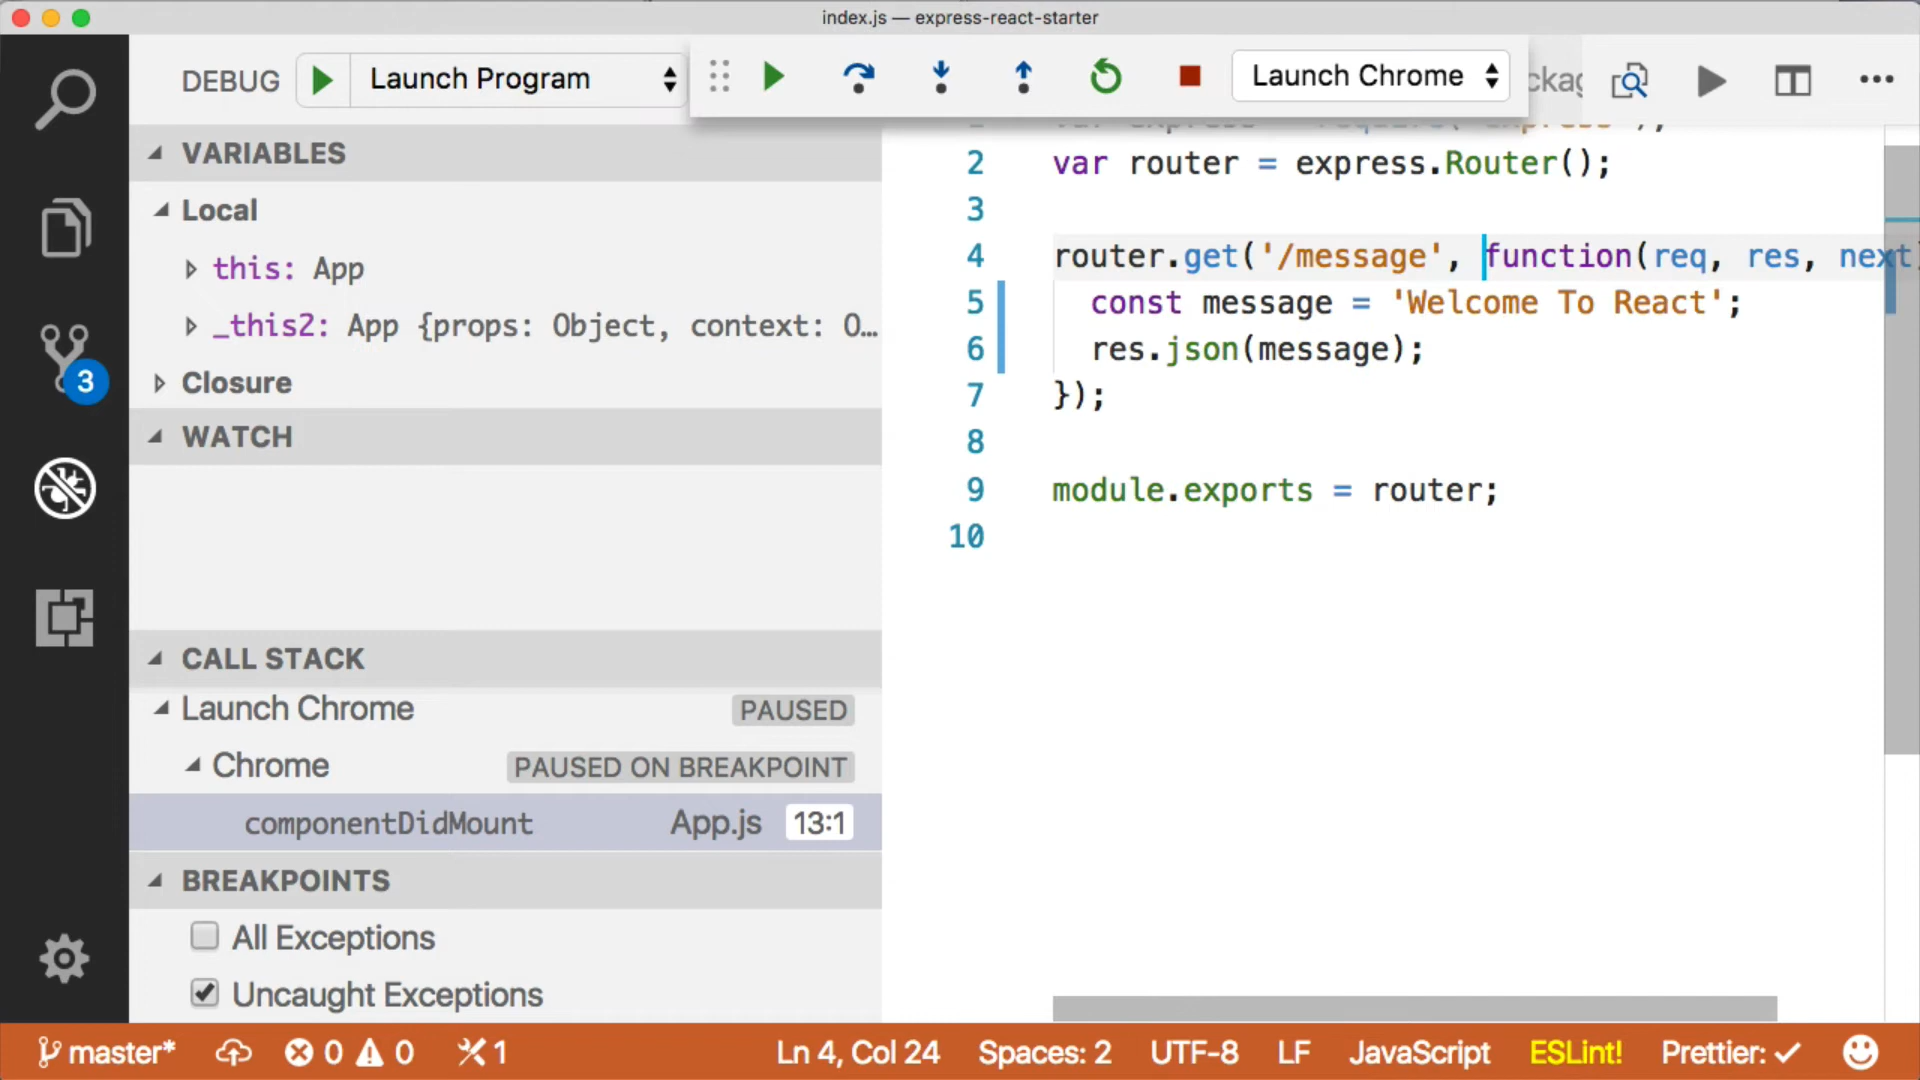 index.js — express-react-starter
DEBUG
Launch Program
Launch Chrome
VARIABLES
Local
this: App
_this2: App {props: Object, context: O…
Closure
WATCH
CALL STACK
Launch Chrome PAUSED
Chrome PAUSED ON BREAKPOINT
componentDidMount App.js 13:1
BREAKPOINTS
All Exceptions
Uncaught Exceptions
2 var router = express.Router();
3
4 router.get('/message', function(req, res, next)
5 const message = 'Welcome To React';
6 res.json(message);
7 });
8
9 module.exports = router;
10
3
master* 0 0 1 Ln 4, Col 24 Spaces: 2 UTF-8 LF JavaScript ESLint! Prettier: ✓